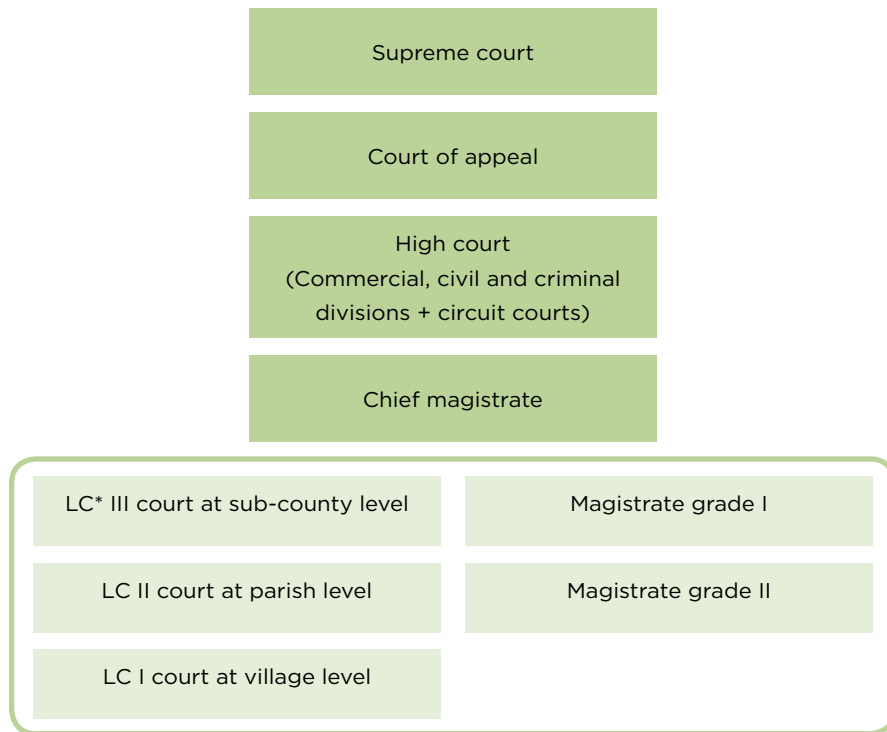 Supreme court
Court of appeal
High court
(Commercial, civil and criminal
divisions + circuit courts)
Chief magistrate
LC* III court at sub-county level
Magistrate grade I
LC II court at parish level
Magistrate grade II
LC I court at village level